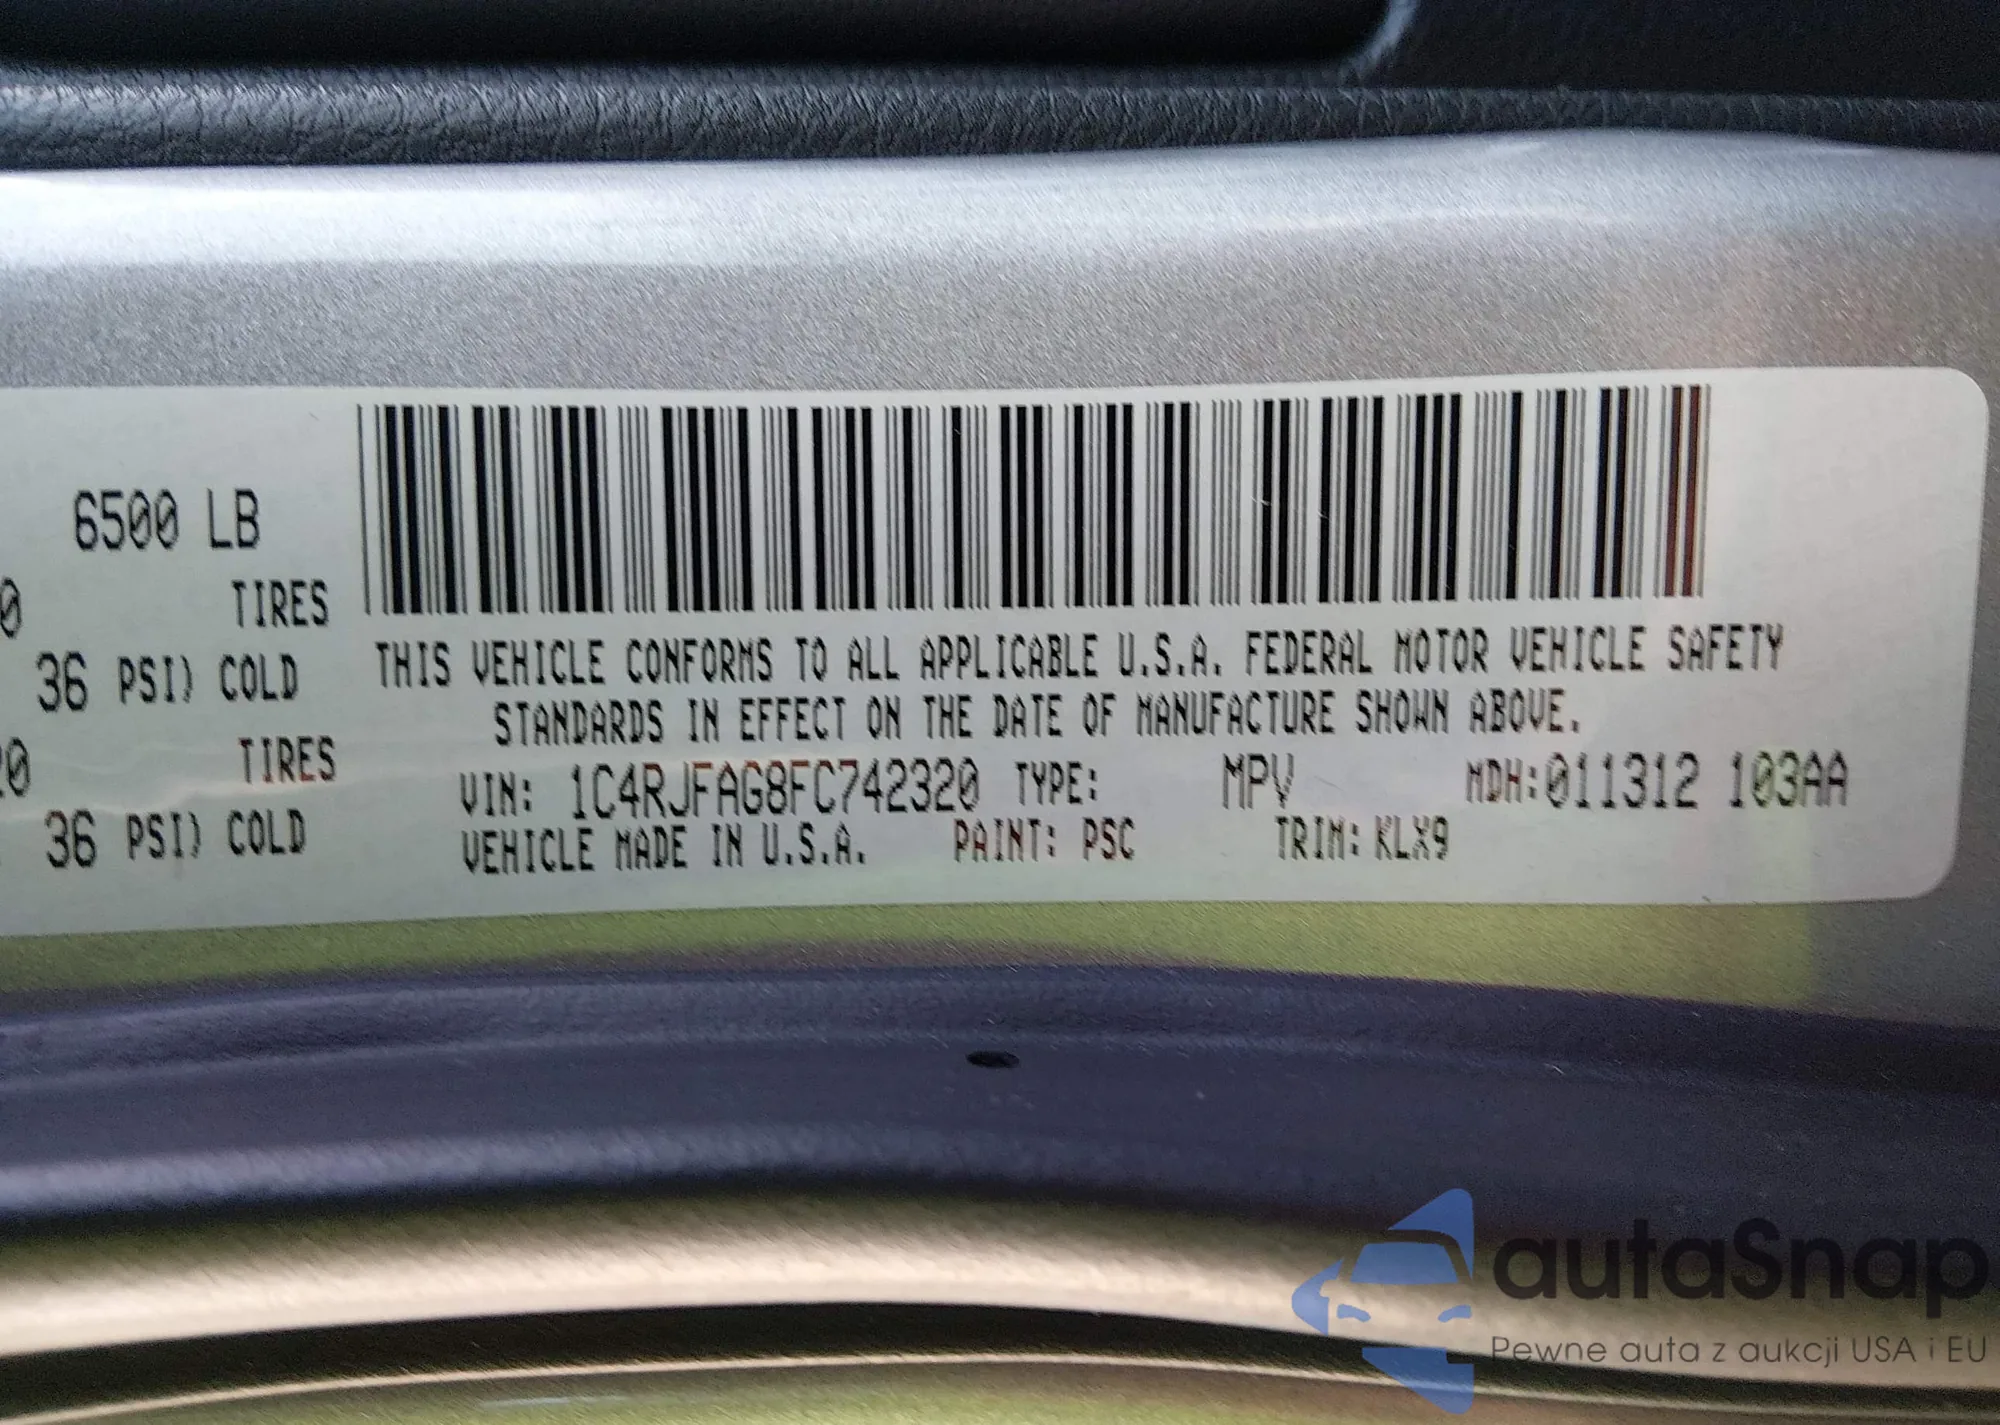 6500 LB
0 TIRES
36 PSI) COLD
20 TIRES
36 PSI) COLD
THIS VEHICLE CONFORMS TO ALL APPLICABLE U.S.A. FEDERAL MOTOR VEHICLE SAFETY
STANDARDS IN EFFECT ON THE DATE OF MANUFACTURE SHOWN ABOVE.
VIN: 1C4RJFAG8FC742320 TYPE: MPV MDH:011312 103AA
VEHICLE MADE IN U.S.A. PAINT: PSC TRIM: KLX9
autaSnap
Pewne auta z aukcji USA i EU